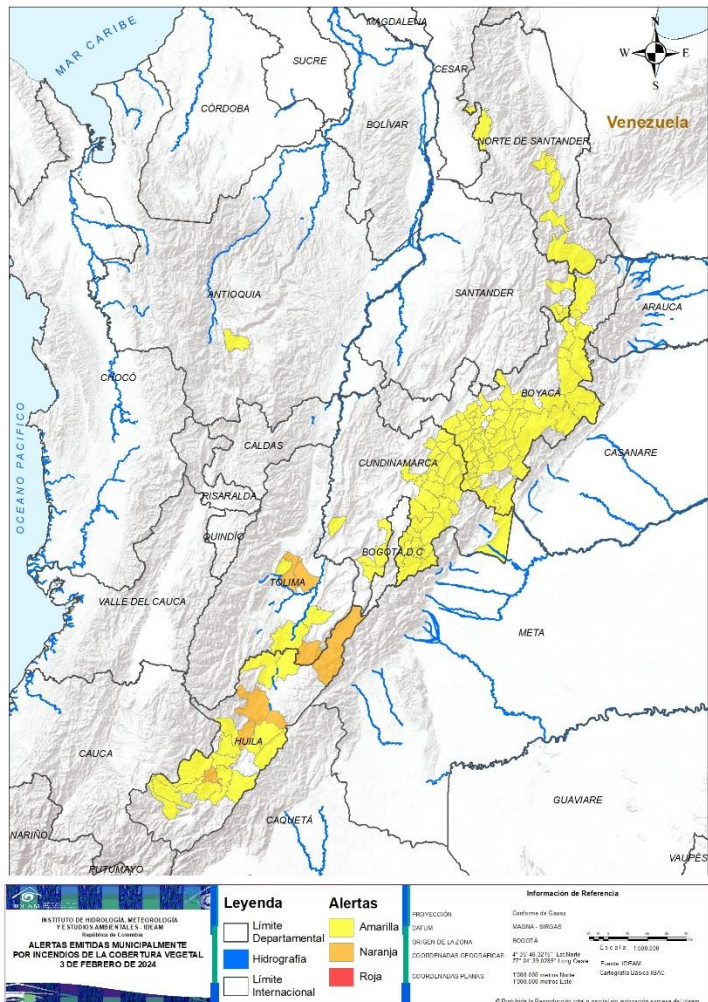 MAR CARIBE
MAGDALENA
N
W E
S
SUCRE
CESAR
CÓRDOBA
BOLÍVAR
Venezuela
NORTE DE SANTANDER
ANTIOQUIA
SANTANDER
ARAUCA
CHOCÓ
BOYACÁ
OCEANO PACIFICO
CALDAS
CUNDINAMARCA
CASANARE
RISARALDA
QUINDÍO
BOGOTÁ, D.C
TOLIMA
VALLE DEL CAUCA
META
HUILA
CAUCA
GUAVIARE
NARIÑO
CAQUETÁ
PUTUMAYO
VAUPÉS
IDEAM
INSTITUTO DE HIDROLOGÍA, METEOROLOGÍA
Y ESTUDIOS AMBIENTALES - IDEAM
República de Colombia
ALERTAS EMITIDAS MUNICIPALMENTE
POR INCENDIOS DE LA COBERTURA VEGETAL
3 DE FEBRERO DE 2024
Leyenda
Límite
Departamental
Hidrografía
Límite
Internacional
Alertas
Amarilla
Naranja
Roja
Información de Referencia
PROYECCIÓN Conforme de Gauss
DATUM MAGNA - SIRGAS
ORIGEN DE LA ZONA BOGOTÁ
COORDENADAS GEOGRÁFICAS
COORDENADAS PLANAS 1'000.000 metros Norte
1'000.000 metros Este
Escala
Fuente IDEAM
Cartografía Básica IGAC